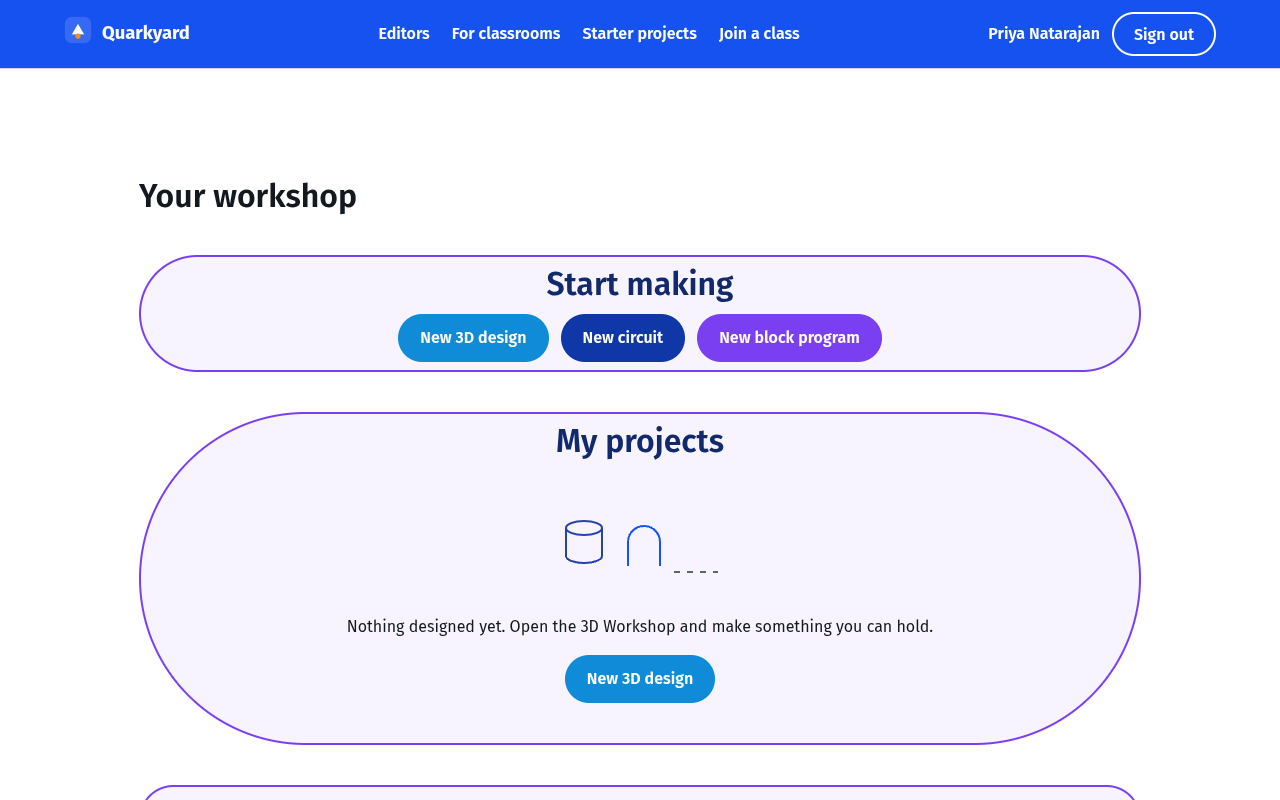 Quarkyard
Editors
For classrooms
Starter projects
Join a class
Priya Natarajan
Sign out
Your workshop
Start making
New 3D design
New circuit
New block program
My projects
Nothing designed yet. Open the 3D Workshop and make something you can hold.
New 3D design